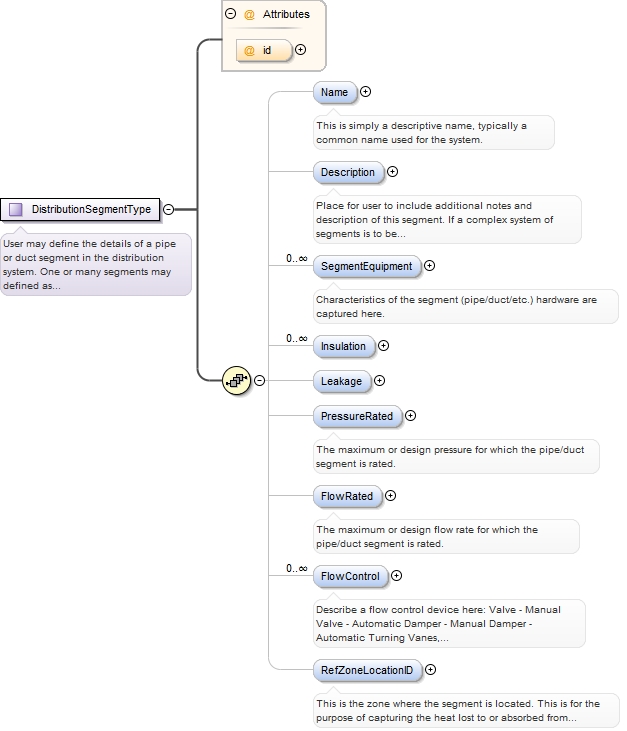 Attributes
@ id
Name
This is simply a descriptive name, typically a
common name used for the system.
Description
Place for user to include additional notes and
description of this segment. If a complex system of
segments is to be...
DistributionSegmentType
User may define the details of a pipe
or duct segment in the distribution
system. One or many segments may
defined as...
0..∞
SegmentEquipment
Characteristics of the segment (pipe/duct/etc.) hardware are
captured here.
0..∞
Insulation
Leakage
PressureRated
The maximum or design pressure for which the pipe/duct
segment is rated.
FlowRated
The maximum or design flow rate for which the
pipe/duct segment is rated.
0..∞
FlowControl
Describe a flow control device here: Valve - Manual
Valve - Automatic Damper - Manual Damper -
Automatic Turning Vanes,...
RefZoneLocationID
This is the zone where the segment is located. This is for the
purpose of capturing the heat lost to or absorbed from...